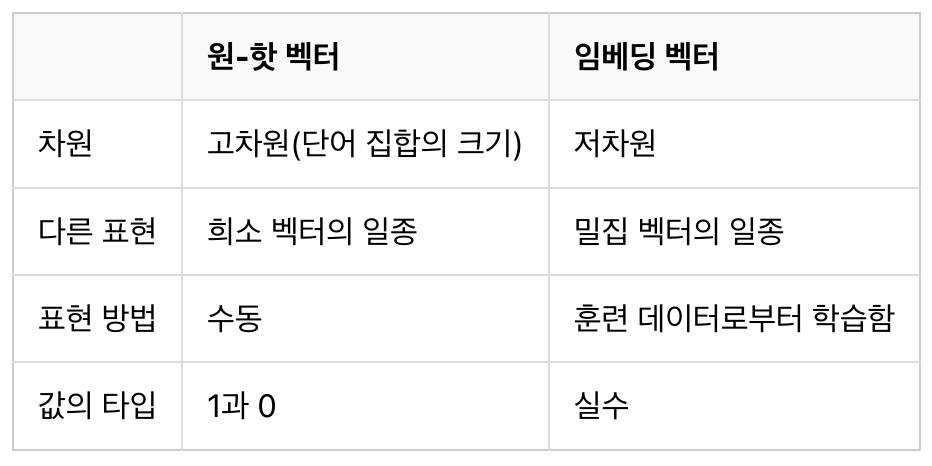 원-핫 벡터 임베딩 벡터
차원 고차원(단어 집합의 크기) 저차원
다른 표현 희소 벡터의 일종 밀집 벡터의 일종
표현 방법 수동 훈련 데이터로부터 학습함
값의 타입 1과 0 실수